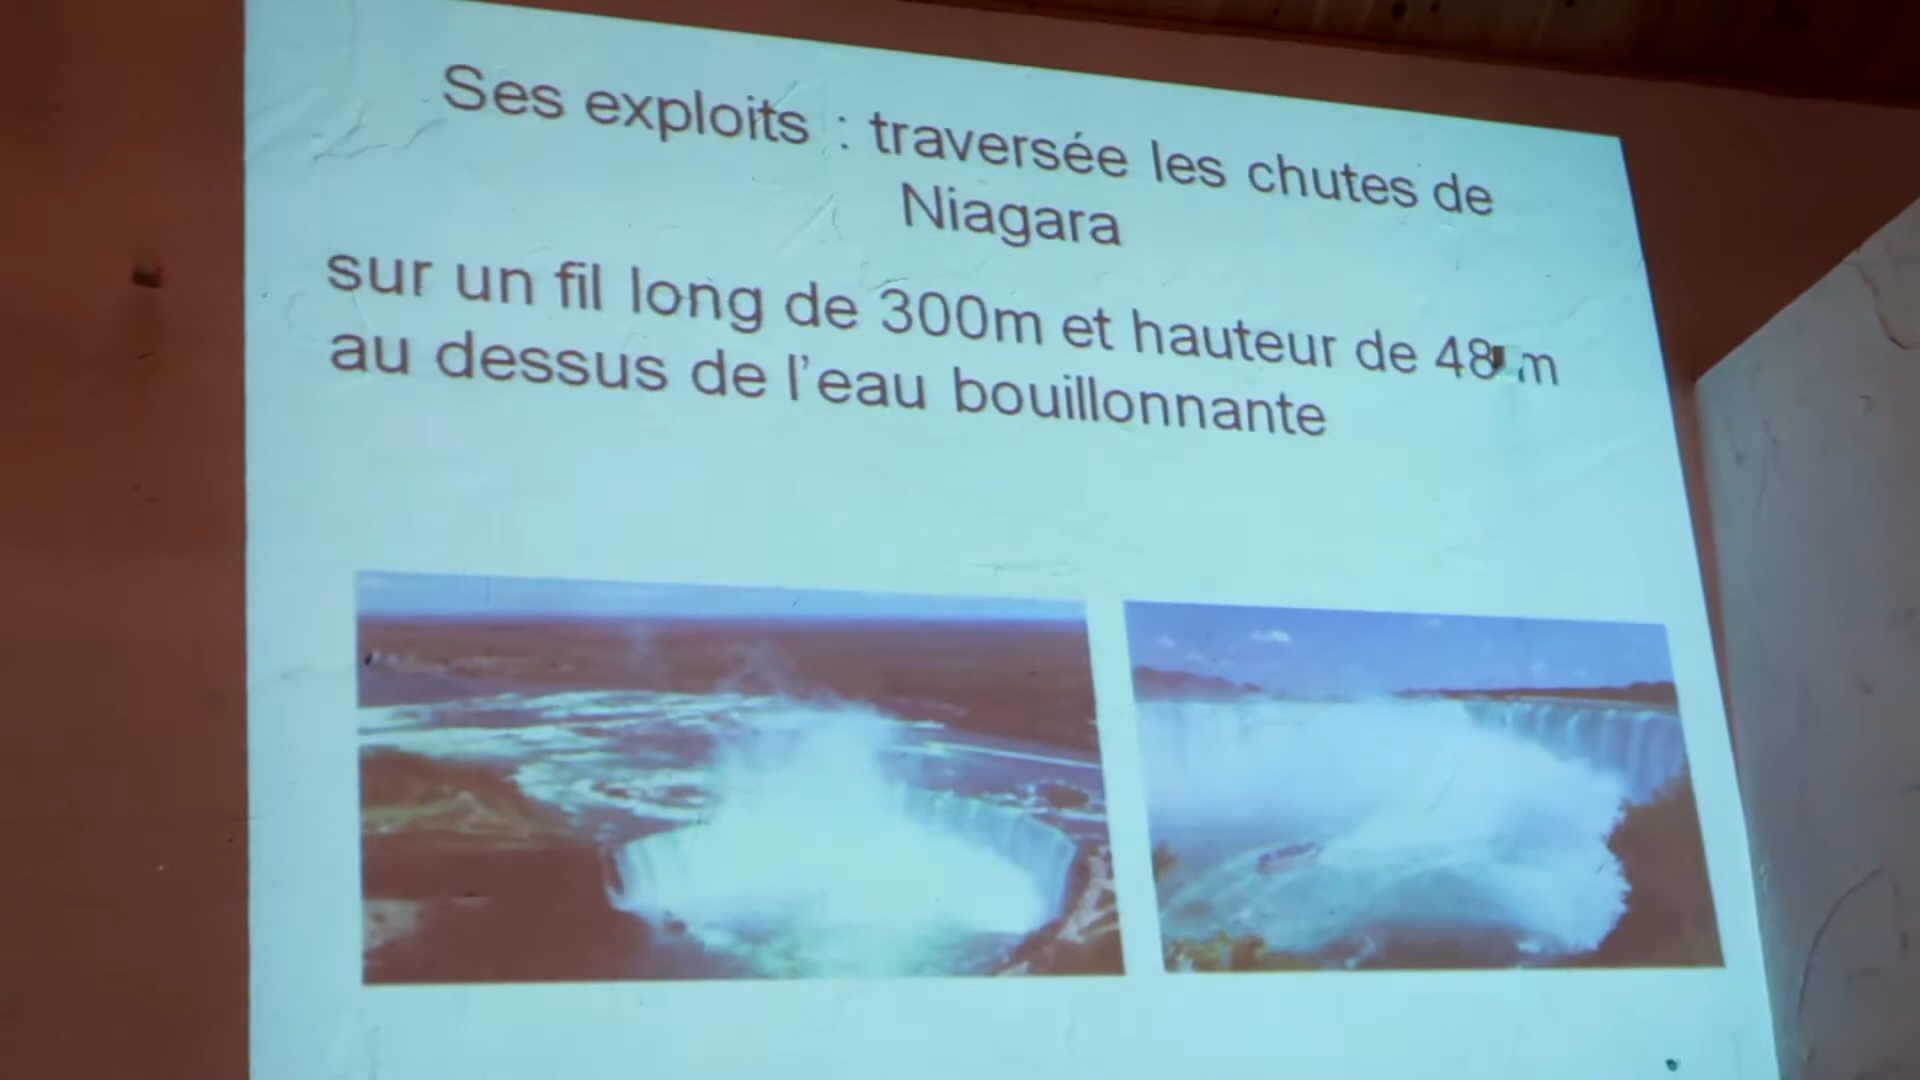 Ses exploits : traversée les chutes de
Niagara
sur un fil long de 300m et hauteur de 48 m
au dessus de l'eau bouillonnante